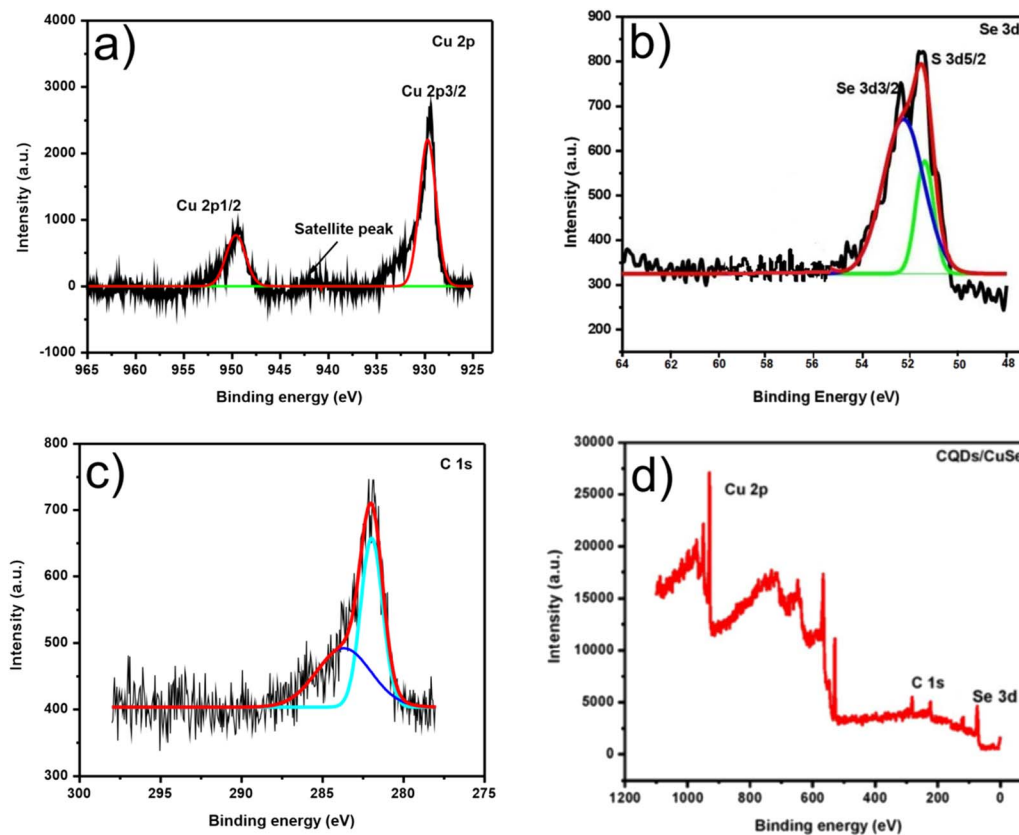 a)
Cu 2p
Cu 2p3/2
Cu 2p1/2
Satellite peak
4000
3000
2000
1000
0
-1000
965 960 955 950 945 940 935 930 925
Intensity (a.u.)
Binding energy (eV)
b)
Se 3d
S 3d5/2
Se 3d3/2
900
800
700
600
500
400
300
64 62 60 58 56 54 52 50 48
Intensity (a.u.)
Binding Energy (eV)
c)
C 1s
800
700
600
500
400
300
300 295 290 285 280 275
Intensity (a.u.)
Binding energy (eV)
d)
CQDs/CuSe
Cu 2p
C 1s
Se 3d
30000
25000
20000
15000
10000
5000
0
1200 1000 800 600 400 200 0
Intensity (a.u.)
Binding energy (eV)